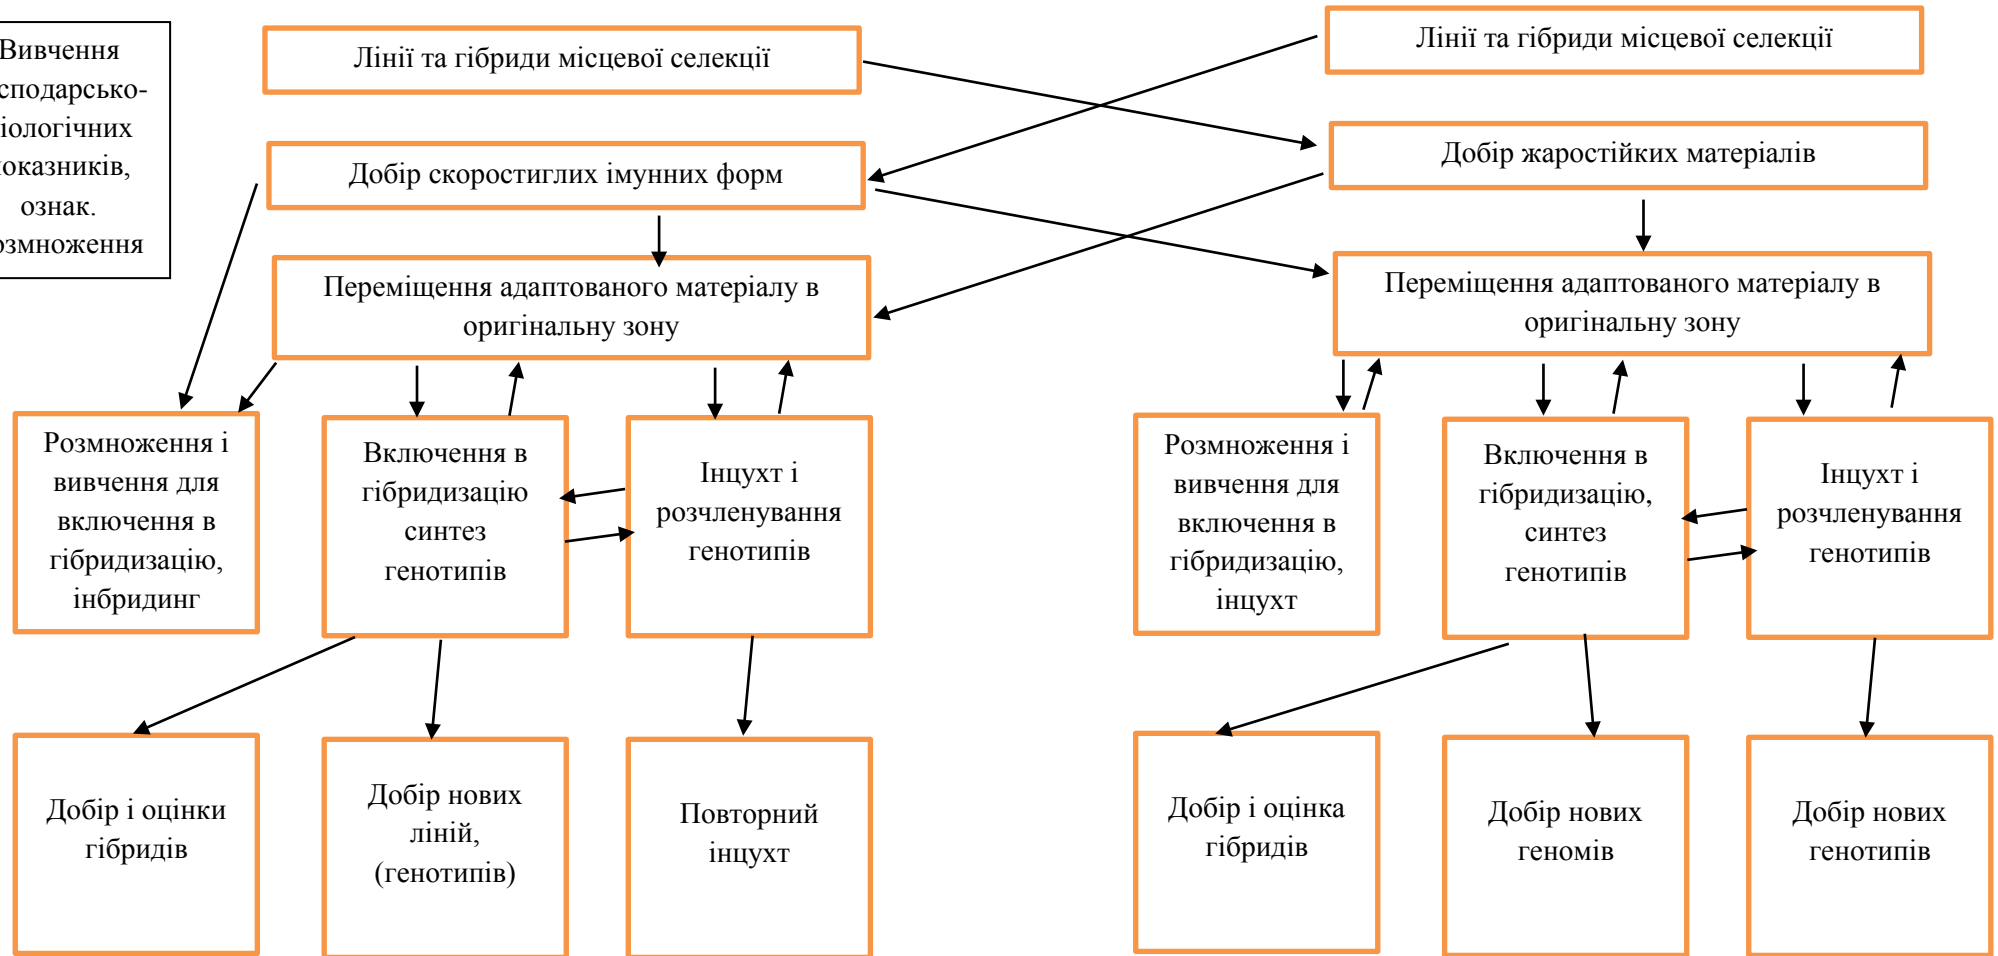 Вивчення
сподарсько-
іологічних
оказників,
ознак.
озмноження
Лінії та гібриди місцевої селекції
Лінії та гібриди місцевої селекції
Добір скоростиглих імунних форм
Добір жаростійких матеріалів
Переміщення адаптованого матеріалу в
оригінальну зону
Переміщення адаптованого матеріалу в
оригінальну зону
Розмноження і
вивчення для
включення в
гібридизацію,
інбридинг
Включення в
гібридизацію
синтез
генотипів
Інцухт і
розчленування
генотипів
Розмноження і
вивчення для
включення в
гібридизацію,
інцухт
Включення в
гібридизацію,
синтез
генотипів
Інцухт і
розчленування
генотипів
Добір і оцінки
гібридів
Добір нових
ліній,
(генотипів)
Повторний
інцухт
Добір і оцінка
гібридів
Добір нових
геномів
Добір нових
генотипів